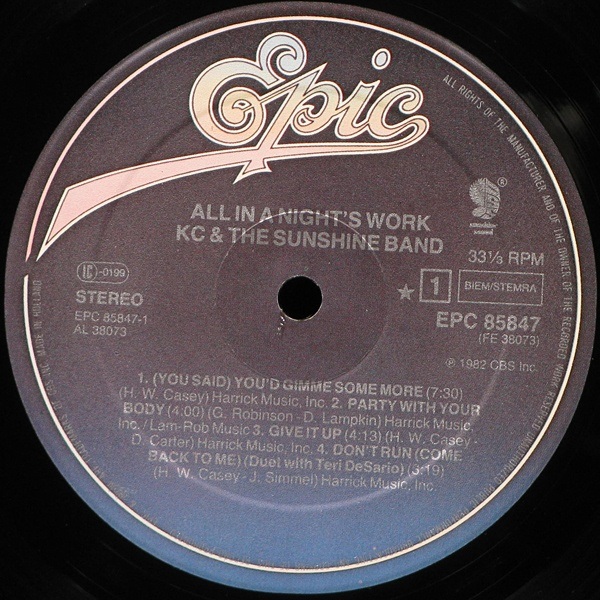 Epic
ALL RIGHTS OF THE MANUFACTURER AND OF THE OWNER OF THE RECORDED WORK RESERVED
ALL IN A NIGHT'S WORK
KC & THE SUNSHINE BAND
®
sound
33⅓ RPM
LC -0199
STEREO
★ 1 BIEM/STEMRA
EPC 85847-1
AL 38073
EPC 85847
(FE 38073)
℗ 1982 CBS Inc.
1. (YOU SAID) YOU'D GIMME SOME MORE (7:30)
(H. W. Casey) Harrick Music, Inc. 2. PARTY WITH YOUR
BODY (4:00) (G. Robinson - D. Lampkin) Harrick Music,
Inc./Lam-Rob Music 3. GIVE IT UP (4:13) (H. W. Casey -
D. Carter) Harrick Music, Inc. 4. DON'T RUN (COME
BACK TO ME) (Duet with Teri DeSario) (3:19)
(H. W. Casey - J. Simmel) Harrick Music, Inc.
MADE IN HOLLAND